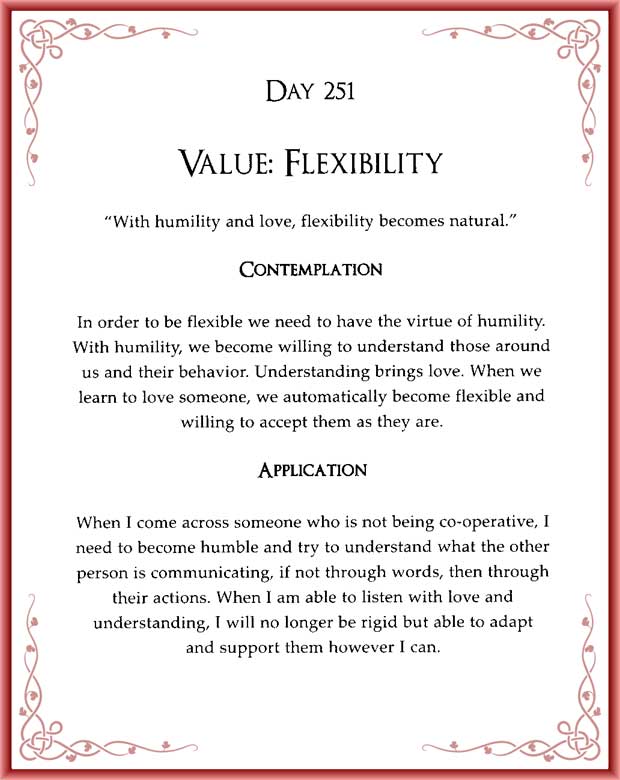 DAY 251
VALUE: FLEXIBILITY
“With humility and love, flexibility becomes natural.”
CONTEMPLATION
In order to be flexible we need to have the virtue of humility.
With humility, we become willing to understand those around
us and their behavior. Understanding brings love. When we
learn to love someone, we automatically become flexible and
willing to accept them as they are.
APPLICATION
When I come across someone who is not being co-operative, I
need to become humble and try to understand what the other
person is communicating, if not through words, then through
their actions. When I am able to listen with love and
understanding, I will no longer be rigid but able to adapt
and support them however I can.